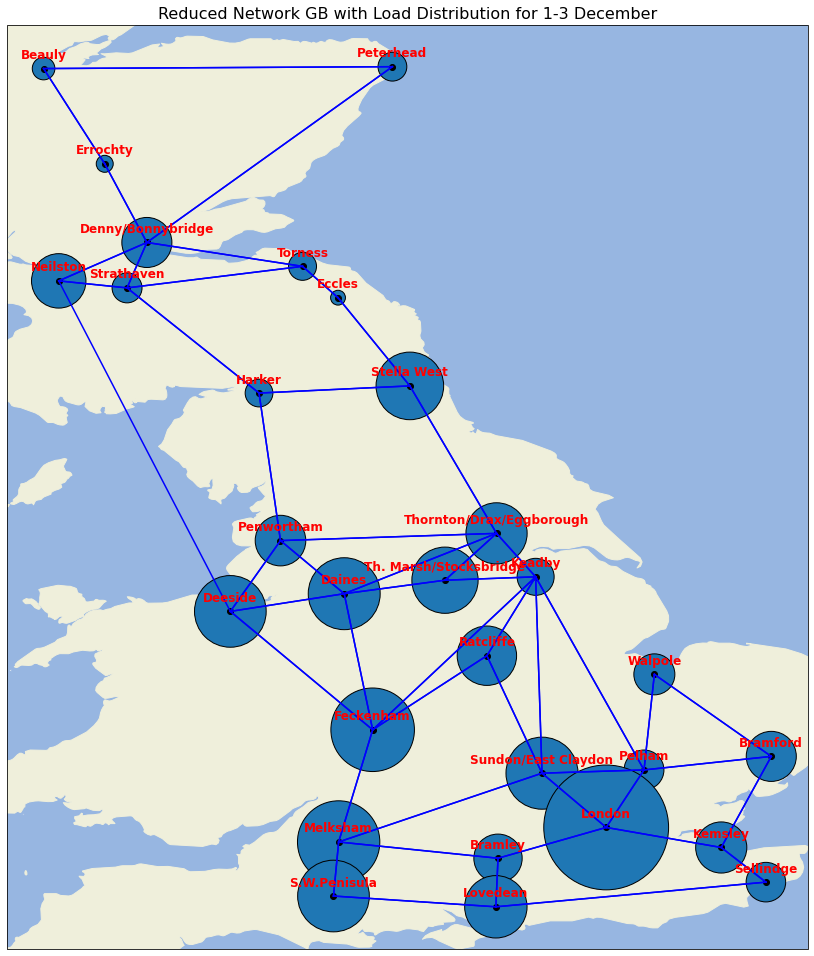 Reduced Network GB with Load Distribution for 1-3 December
Beauly
Peterhead
Errochty
Denny/Bonnybridge
Torness
Neilston
Strathaven
Eccles
Stella West
Harker
Thornton/Drax/Eggborough
Penwortham
Keadby
Th. Marsh/Stocksbridge
Daines
Deeside
Ratcliffe
Walpole
Feckenham
Bramford
Pelham
Sundon/East Claydon
London
Melksham
Kemsley
Bramley
Sellindge
S.W.Penisula
Lovedean